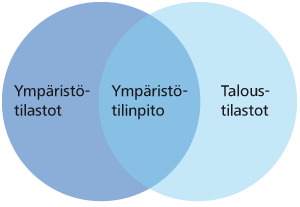 Ympäristö-
tilastot
Ympäristö-
tilinpito
Talous-
tilastot